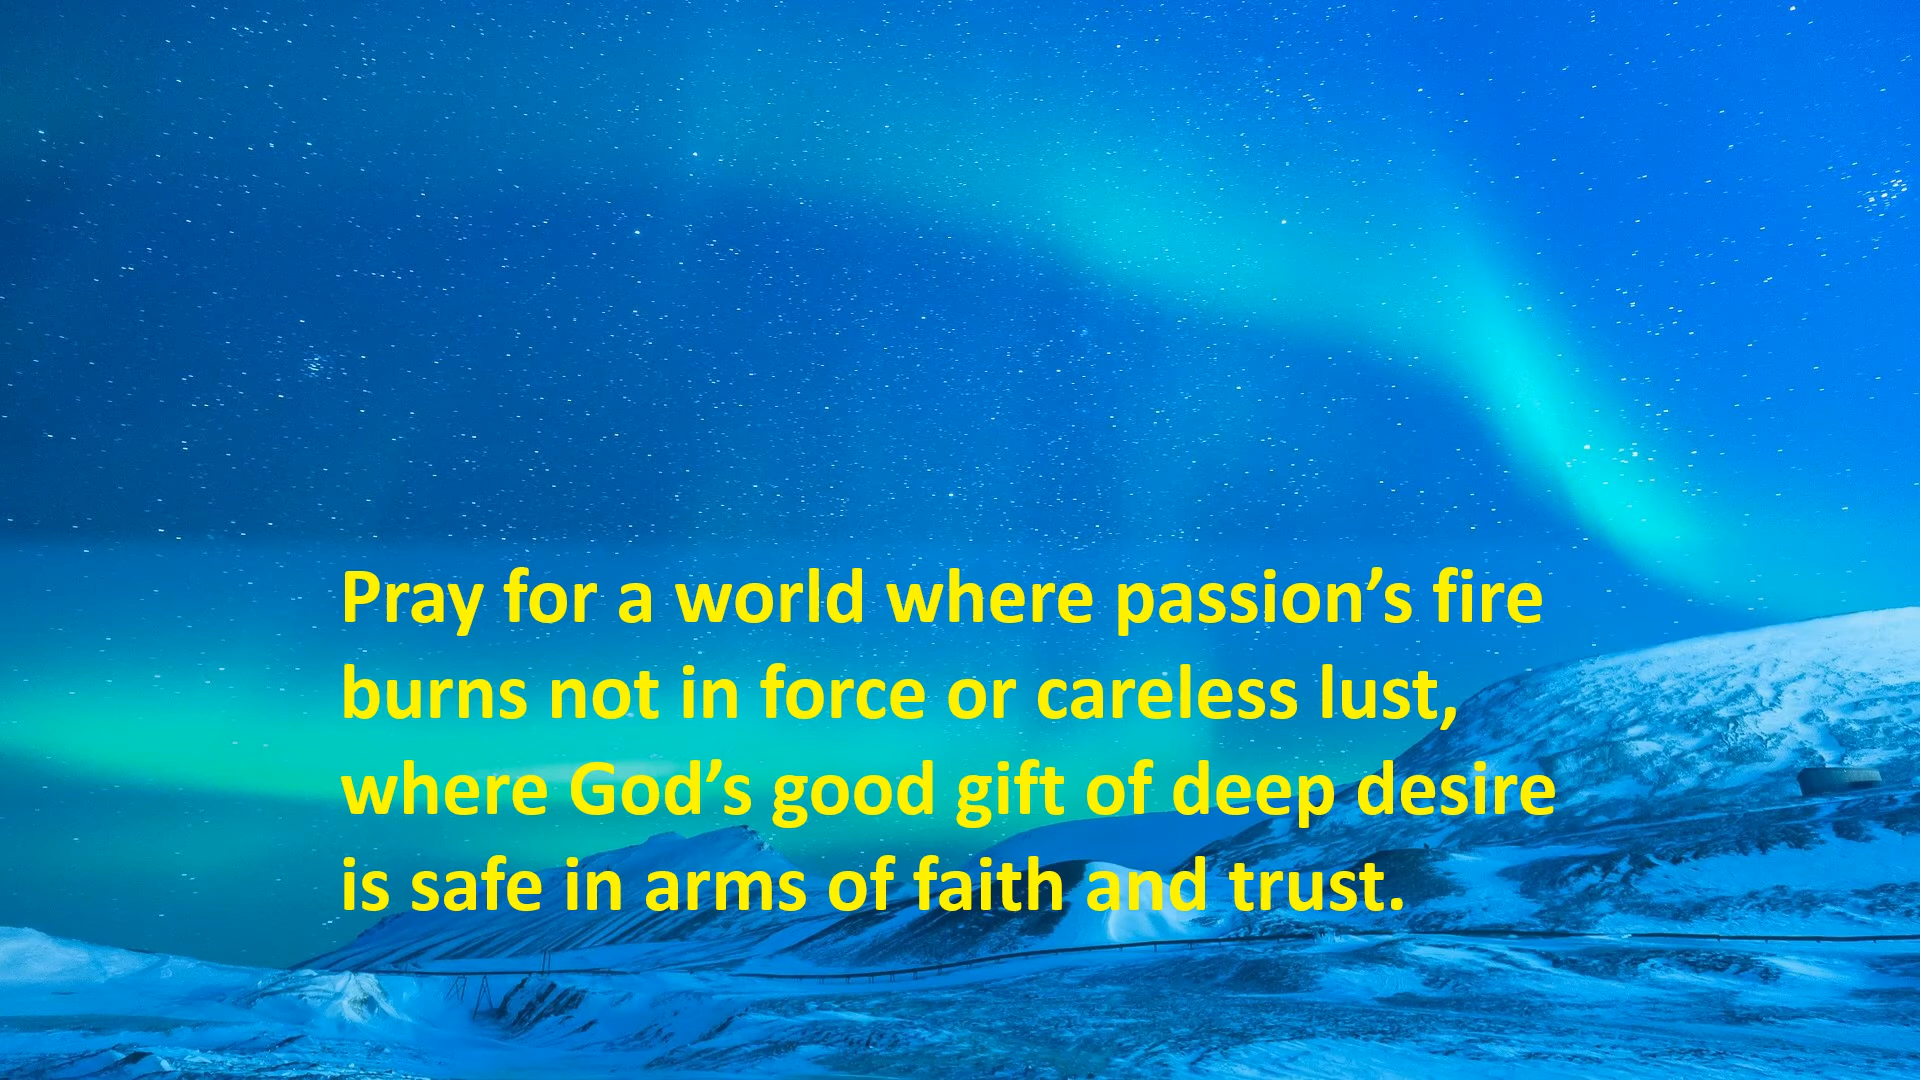 Pray for a world where passion’s fire
burns not in force or careless lust,
where God’s good gift of deep desire
is safe in arms of faith and trust.